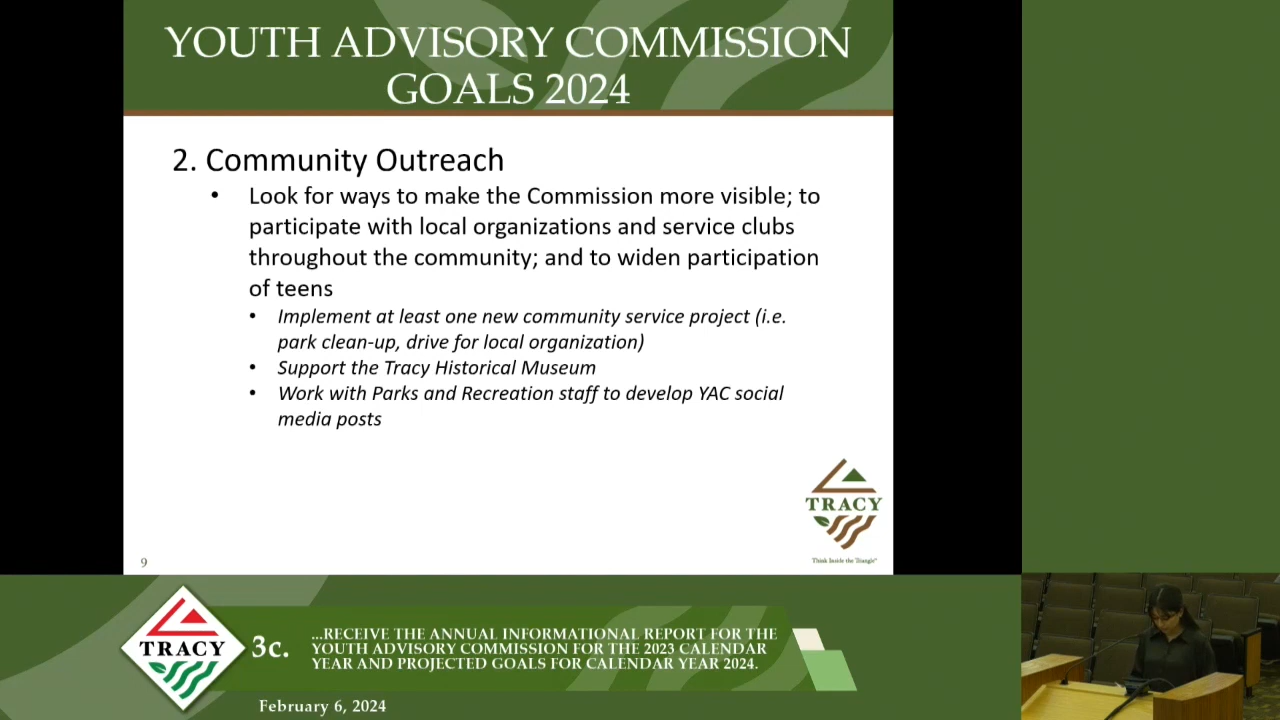 YOUTH ADVISORY COMMISSION
GOALS 2024
2. Community Outreach
• Look for ways to make the Commission more visible; to
participate with local organizations and service clubs
throughout the community; and to widen participation
of teens
• Implement at least one new community service project (i.e.
park clean-up, drive for local organization)
• Support the Tracy Historical Museum
• Work with Parks and Recreation staff to develop YAC social
media posts
TRACY
Think Inside the Triangle™
9
TRACY
3c.
...RECEIVE THE ANNUAL INFORMATIONAL REPORT FOR THE
YOUTH ADVISORY COMMISSION FOR THE 2023 CALENDAR
YEAR AND PROJECTED GOALS FOR CALENDAR YEAR 2024.
February 6, 2024